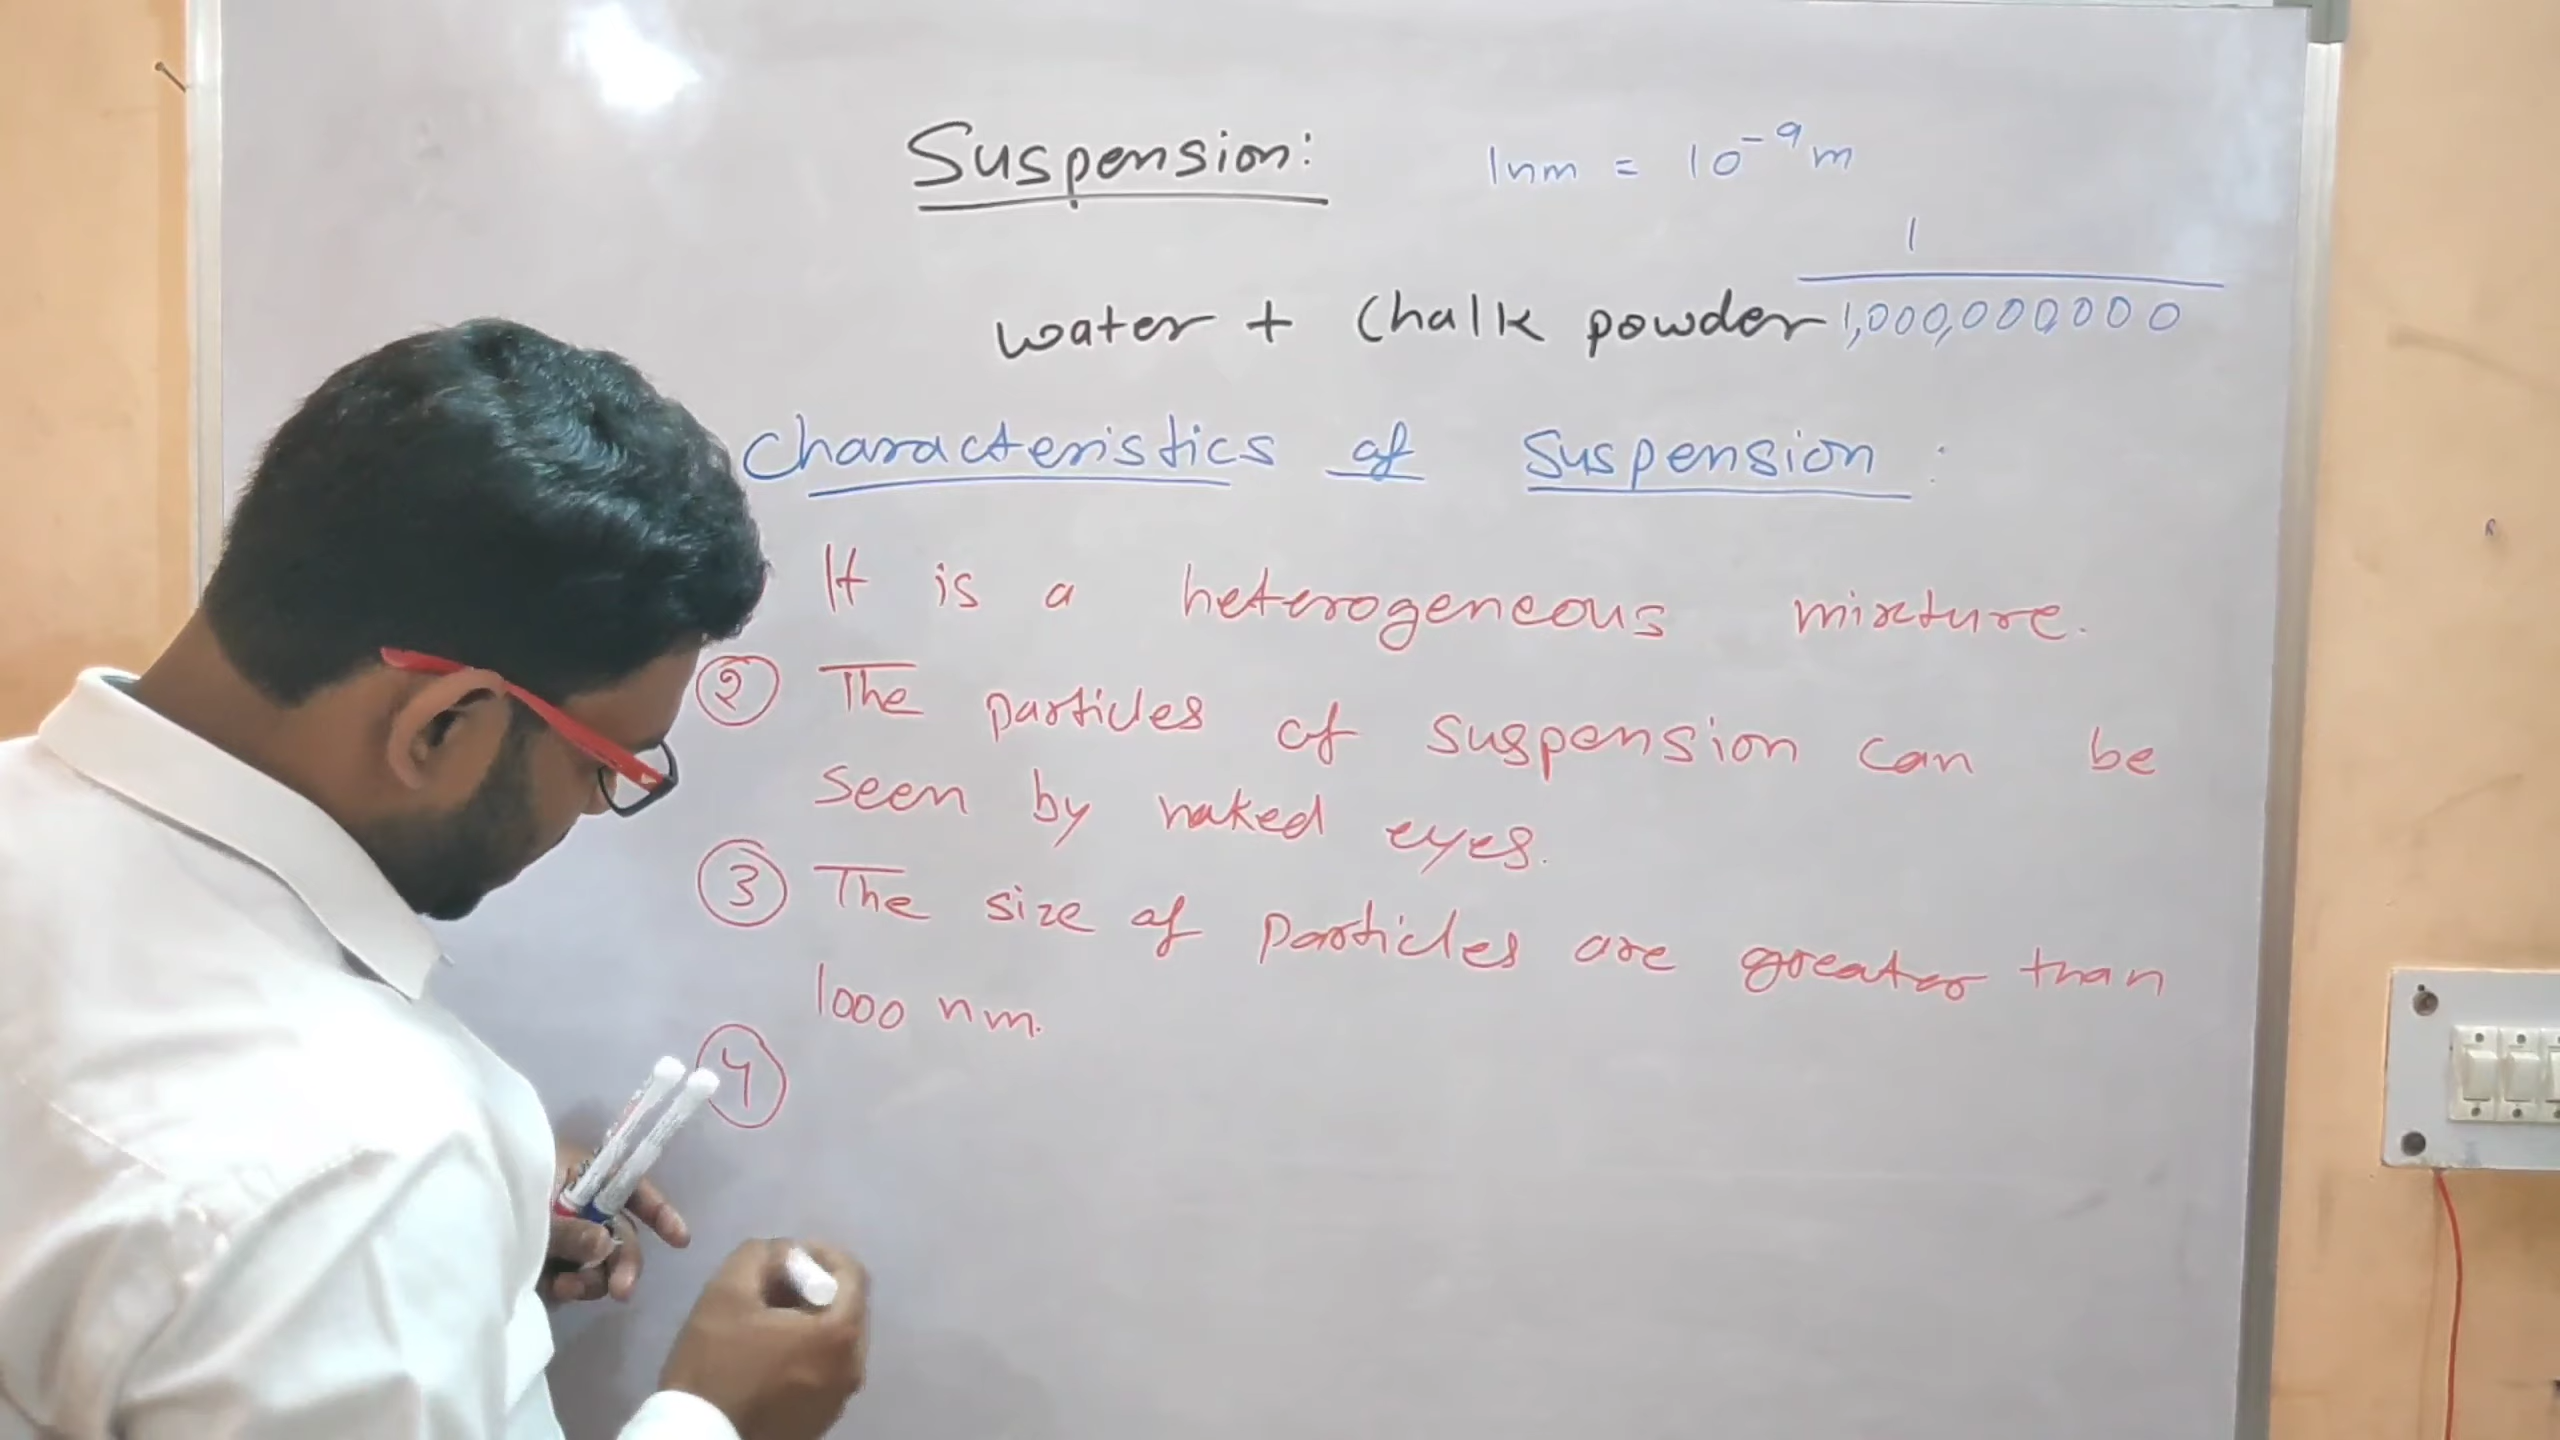 Suspension:
1nm = 10⁻⁹m
1
water + Chalk powder
1,000,000,000
Characteristics of Suspension :
It is a heterogeneous mixture.
② The particles of suspension can be
seen by naked eyes.
③ The size of particles are greater than
1000 nm.
④